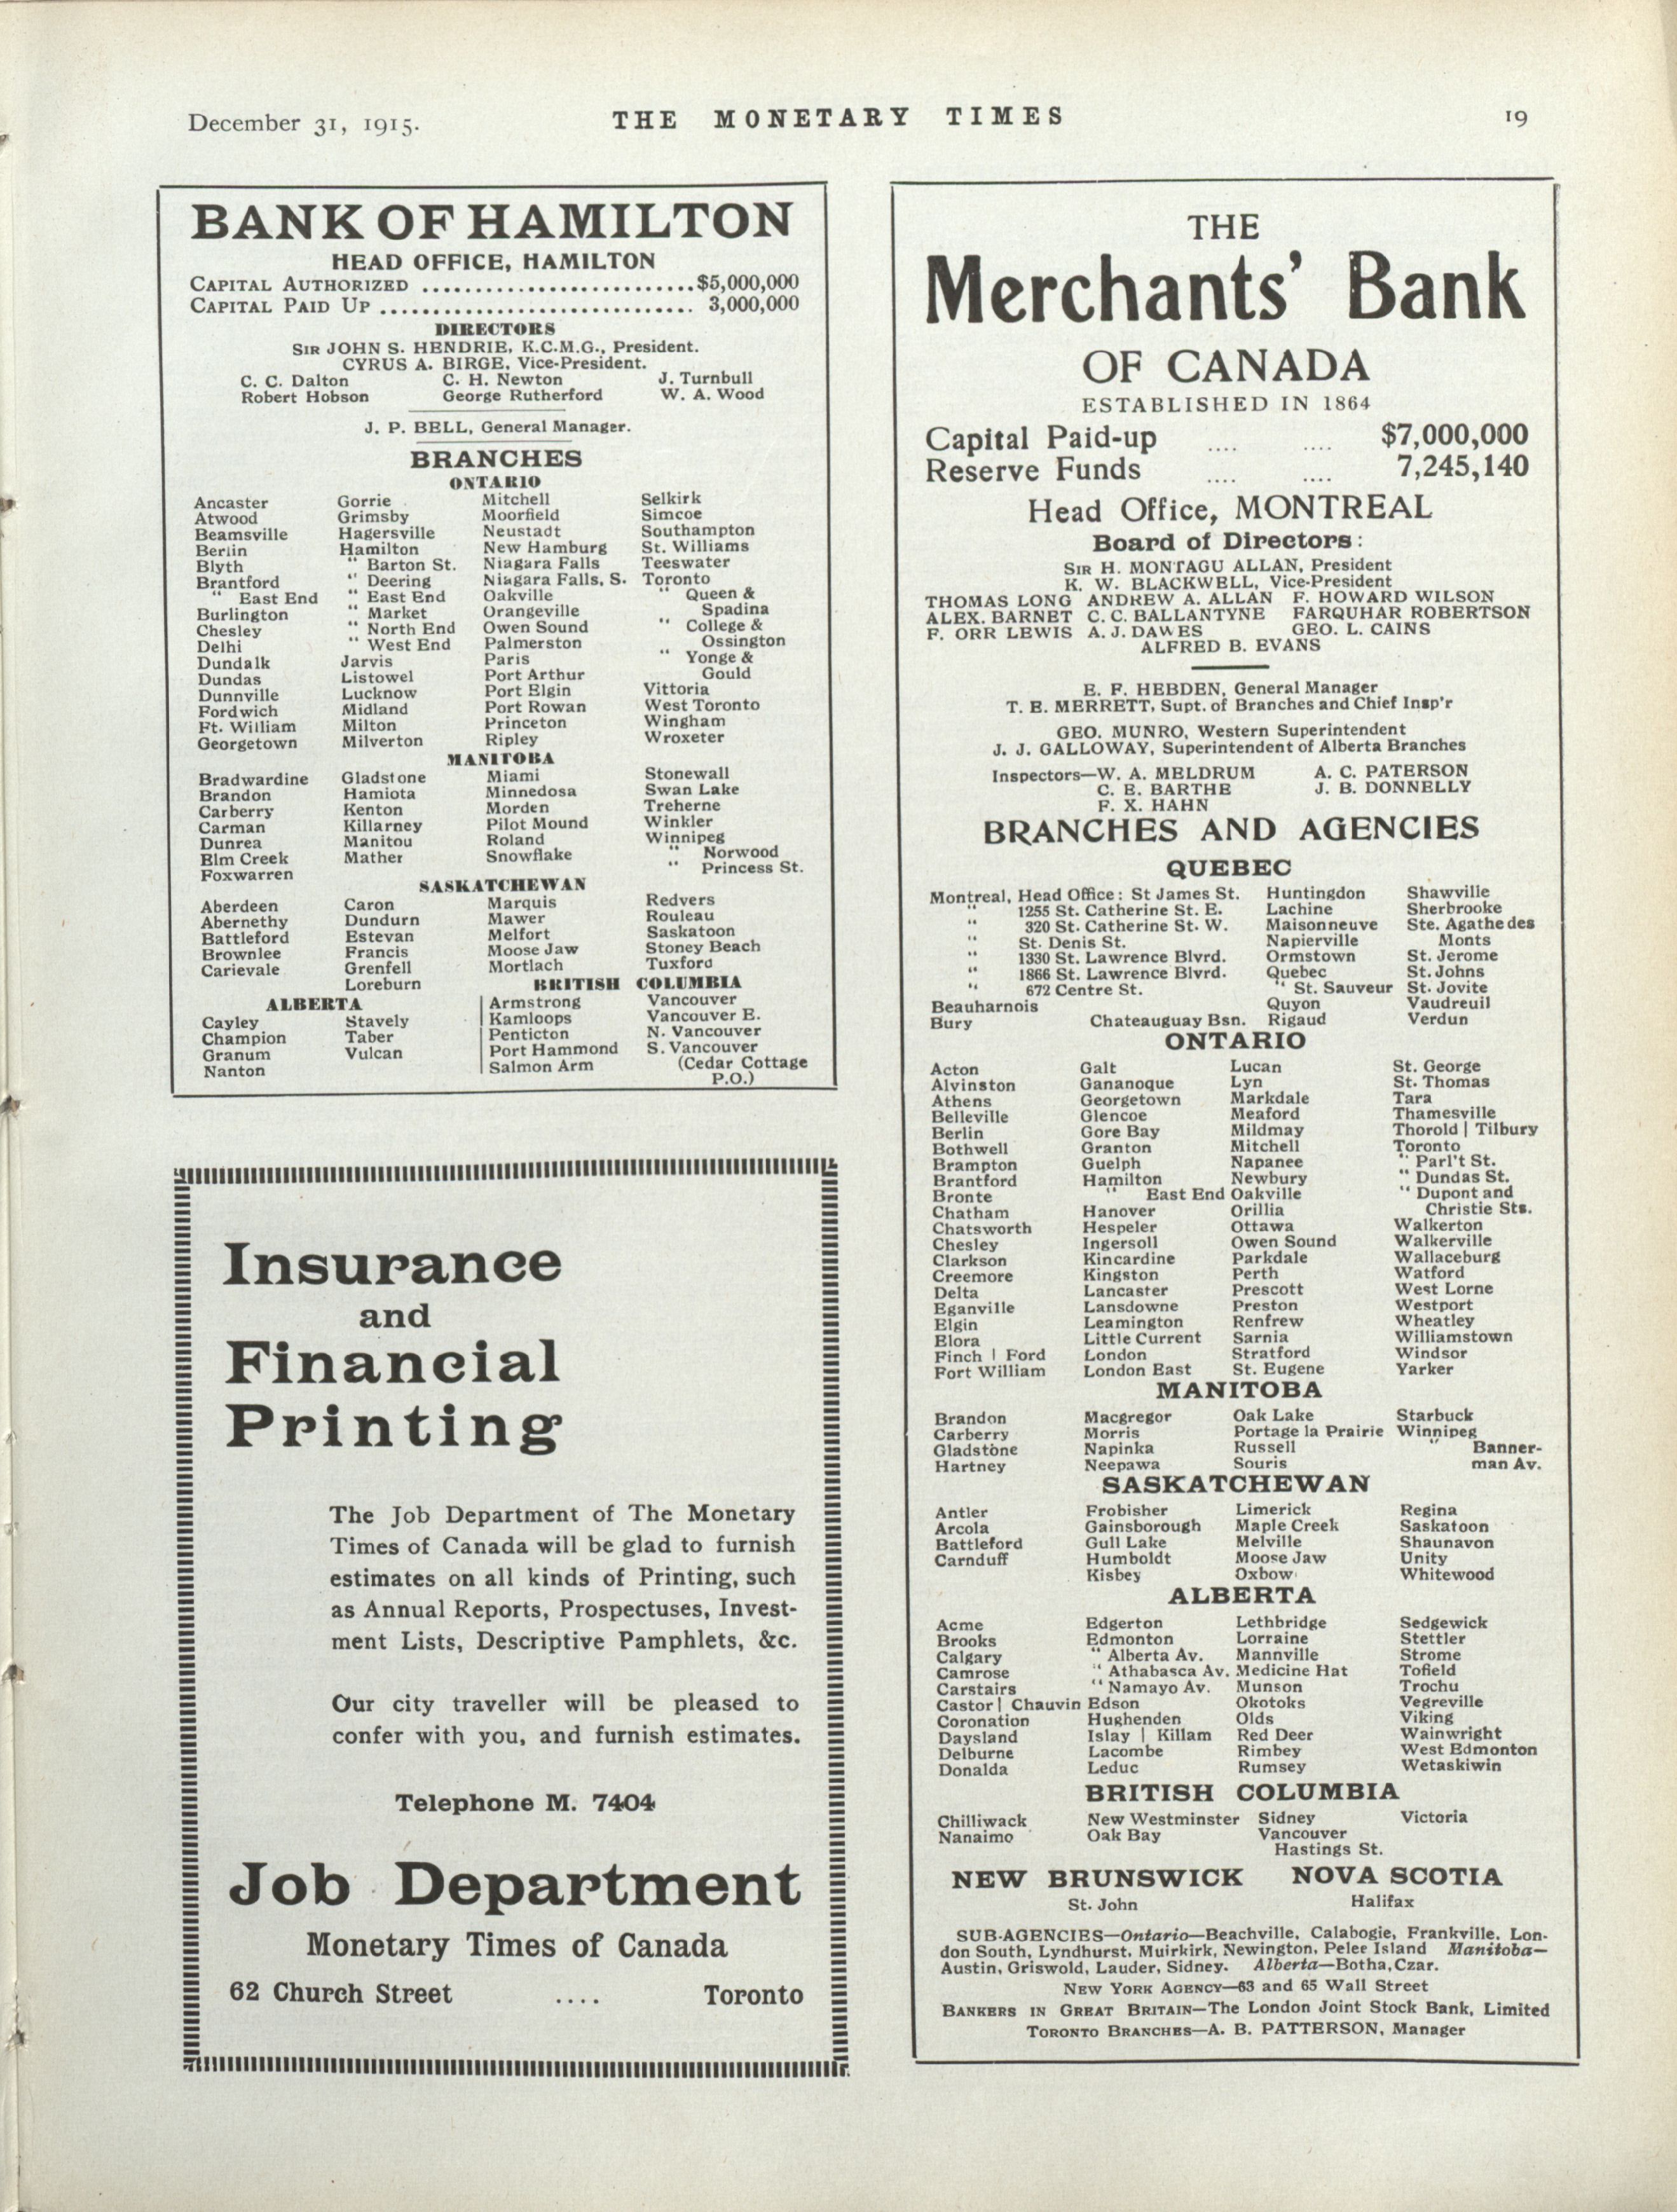 December 31, 1915.
THE MONETARY TIMES
19
BANK OF HAMILTON
HEAD OFFICE, HAMILTON
CAPITAL AUTHORIZED ..........................$5,000,000
CAPITAL PAID UP .............................. 3,000,000
DIRECTORS
SIR JOHN S. HENDRIE, K.C.M.G., President.
CYRUS A. BIRGE, Vice-President.
C. C. Dalton C. H. Newton J. Turnbull
Robert Hobson George Rutherford W. A. Wood
J. P. BELL, General Manager.
BRANCHES
ONTARIO
Ancaster Gorrie Mitchell Selkirk
Atwood Grimsby Moorfield Simcoe
Beamsville Hagersville Neustadt Southampton
Berlin Hamilton New Hamburg St. Williams
Blyth " Barton St. Niagara Falls Teeswater
Brantford " Deering Niagara Falls, S. Toronto
" East End " East End Oakville " Queen &
Burlington " Market Orangeville Spadina
Chesley " North End Owen Sound " College &
Delhi " West End Palmerston Ossington
Dundalk Jarvis Paris " Yonge &
Dundas Listowel Port Arthur Gould
Dunnville Lucknow Port Elgin Vittoria
Fordwich Midland Port Rowan West Toronto
Ft. William Milton Princeton Wingham
Georgetown Milverton Ripley Wroxeter
MANITOBA
Bradwardine Gladstone Miami Stonewall
Brandon Hamiota Minnedosa Swan Lake
Carberry Kenton Morden Treherne
Carman Killarney Pilot Mound Winkler
Dunrea Manitou Roland Winnipeg
Elm Creek Mather Snowflake " Norwood
Foxwarren " Princess St.
SASKATCHEWAN
Aberdeen Caron Marquis Redvers
Abernethy Dundurn Mawer Rouleau
Battleford Estevan Melfort Saskatoon
Brownlee Francis Moose Jaw Stoney Beach
Carievale Grenfell Mortlach Tuxford
Loreburn
ALBERTA
Cayley Stavely
Champion Taber
Granum Vulcan
Nanton
BRITISH COLUMBIA
Armstrong Vancouver
Kamloops Vancouver E.
Penticton N. Vancouver
Port Hammond S. Vancouver
Salmon Arm (Cedar Cottage
P.O.)
Insurance
and
Financial
Printing
The Job Department of The Monetary
Times of Canada will be glad to furnish
estimates on all kinds of Printing, such
as Annual Reports, Prospectuses, Invest-
ment Lists, Descriptive Pamphlets, &c.
Our city traveller will be pleased to
confer with you, and furnish estimates.
Telephone M. 7404
Job Department
Monetary Times of Canada
62 Church Street .... Toronto
THE
Merchants' Bank
OF CANADA
ESTABLISHED IN 1864
Capital Paid-up .... .... $7,000,000
Reserve Funds .... .... 7,245,140
Head Office, MONTREAL
Board of Directors:
SIR H. MONTAGU ALLAN, President
K. W. BLACKWELL, Vice-President
THOMAS LONG ANDREW A. ALLAN F. HOWARD WILSON
ALEX. BARNET C. C. BALLANTYNE FARQUHAR ROBERTSON
F. ORR LEWIS A. J. DAWES GEO. L. CAINS
ALFRED B. EVANS
E. F. HEBDEN, General Manager
T. E. MERRETT, Supt. of Branches and Chief Insp'r
GEO. MUNRO, Western Superintendent
J. J. GALLOWAY, Superintendent of Alberta Branches
Inspectors—W. A. MELDRUM A. C. PATERSON
C. E. BARTHE J. B. DONNELLY
F. X. HAHN
BRANCHES AND AGENCIES
QUEBEC
Montreal, Head Office: St James St. Huntingdon Shawville
" 1255 St. Catherine St. E. Lachine Sherbrooke
" 320 St. Catherine St. W. Maisonneuve Ste. Agathe des
" St. Denis St. Napierville Monts
" 1330 St. Lawrence Blvrd. Ormstown St. Jerome
" 1866 St. Lawrence Blvrd. Quebec St. Johns
" 672 Centre St. " St. Sauveur St. Jovite
Beauharnois Quyon Vaudreuil
Bury Chateauguay Bsn. Rigaud Verdun
ONTARIO
Acton Galt Lucan St. George
Alvinston Gananoque Lyn St. Thomas
Athens Georgetown Markdale Tara
Belleville Glencoe Meaford Thamesville
Berlin Gore Bay Mildmay Thorold | Tilbury
Bothwell Granton Mitchell Toronto
Brampton Guelph Napanee " Parl't St.
Brantford Hamilton Newbury " Dundas St.
Bronte " East End Oakville " Dupont and
Chatham Hanover Orillia Christie Sts.
Chatsworth Hespeler Ottawa Walkerton
Chesley Ingersoll Owen Sound Walkerville
Clarkson Kincardine Parkdale Wallaceburg
Creemore Kingston Perth Watford
Delta Lancaster Prescott West Lorne
Eganville Lansdowne Preston Westport
Elgin Leamington Renfrew Wheatley
Elora Little Current Sarnia Williamstown
Finch | Ford London Stratford Windsor
Fort William London East St. Eugene Yarker
MANITOBA
Brandon Macgregor Oak Lake Starbuck
Carberry Morris Portage la Prairie Winnipeg
Gladstone Napinka Russell " Banner-
Hartney Neepawa Souris man Av.
SASKATCHEWAN
Antler Frobisher Limerick Regina
Arcola Gainsborough Maple Creek Saskatoon
Battleford Gull Lake Melville Shaunavon
Carnduff Humboldt Moose Jaw Unity
Kisbey Oxbow Whitewood
ALBERTA
Acme Edgerton Lethbridge Sedgewick
Brooks Edmonton Lorraine Stettler
Calgary " Alberta Av. Mannville Strome
Camrose " Athabasca Av. Medicine Hat Tofield
Carstairs " Namayo Av. Munson Trochu
Castor | Chauvin Edson Okotoks Vegreville
Coronation Hughenden Olds Viking
Daysland Islay | Killam Red Deer Wainwright
Delburne Lacombe Rimbey West Edmonton
Donalda Leduc Rumsey Wetaskiwin
BRITISH COLUMBIA
Chilliwack New Westminster Sidney Victoria
Nanaimo Oak Bay Vancouver
Hastings St.
NEW BRUNSWICK NOVA SCOTIA
St. John Halifax
SUB-AGENCIES—Ontario—Beachville, Calabogie, Frankville, Lon-
don South, Lyndhurst, Muirkirk, Newington, Pelee Island Manitoba—
Austin, Griswold, Lauder, Sidney. Alberta—Botha, Czar.
NEW YORK AGENCY—63 and 65 Wall Street
BANKERS IN GREAT BRITAIN—The London Joint Stock Bank, Limited
TORONTO BRANCHES—A. B. PATTERSON, Manager